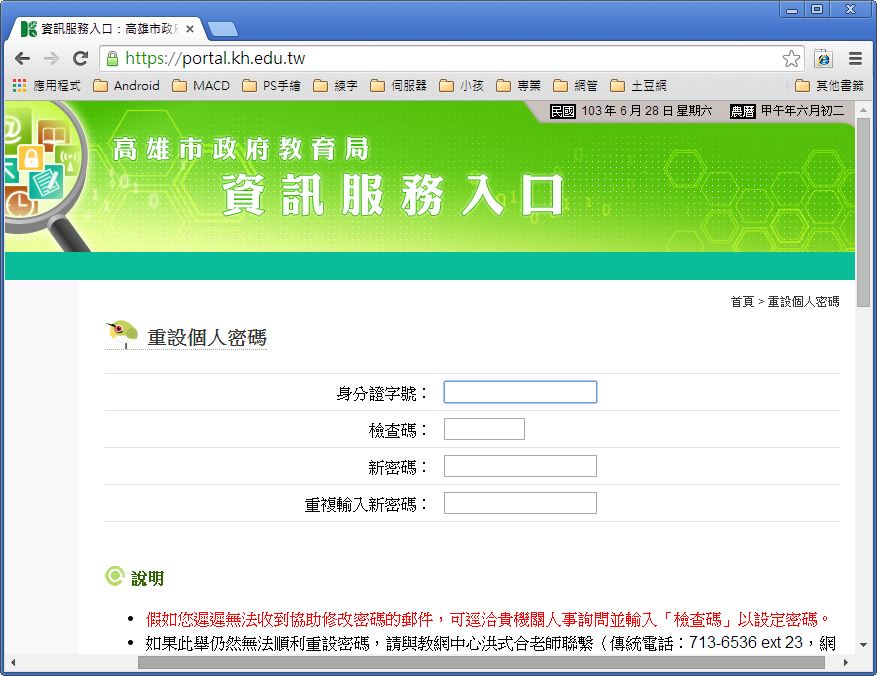 資訊服務入口：高雄市政
https://portal.kh.edu.tw
應用程式 Android MACD PS手繪 線字 伺服器 小孩 專業 網管 土豆網 其他書籤
民國 103 年 6 月 28 日 星期六 農曆 甲午年六月初二
高雄市政府教育局
資訊服務入口
首頁 > 重設個人密碼
重設個人密碼
身分證字號：
檢查碼：
新密碼：
重複輸入新密碼：
說明
• 假如您遲遲無法收到協助修改密碼的郵件，可逕洽貴機關人事詢問並輸入「檢查碼」以設定密碼。
• 如果此舉仍然無法順利重設密碼，請與教網中心洪式合老師聯繫（傳統電話：713-6536 ext 23，網